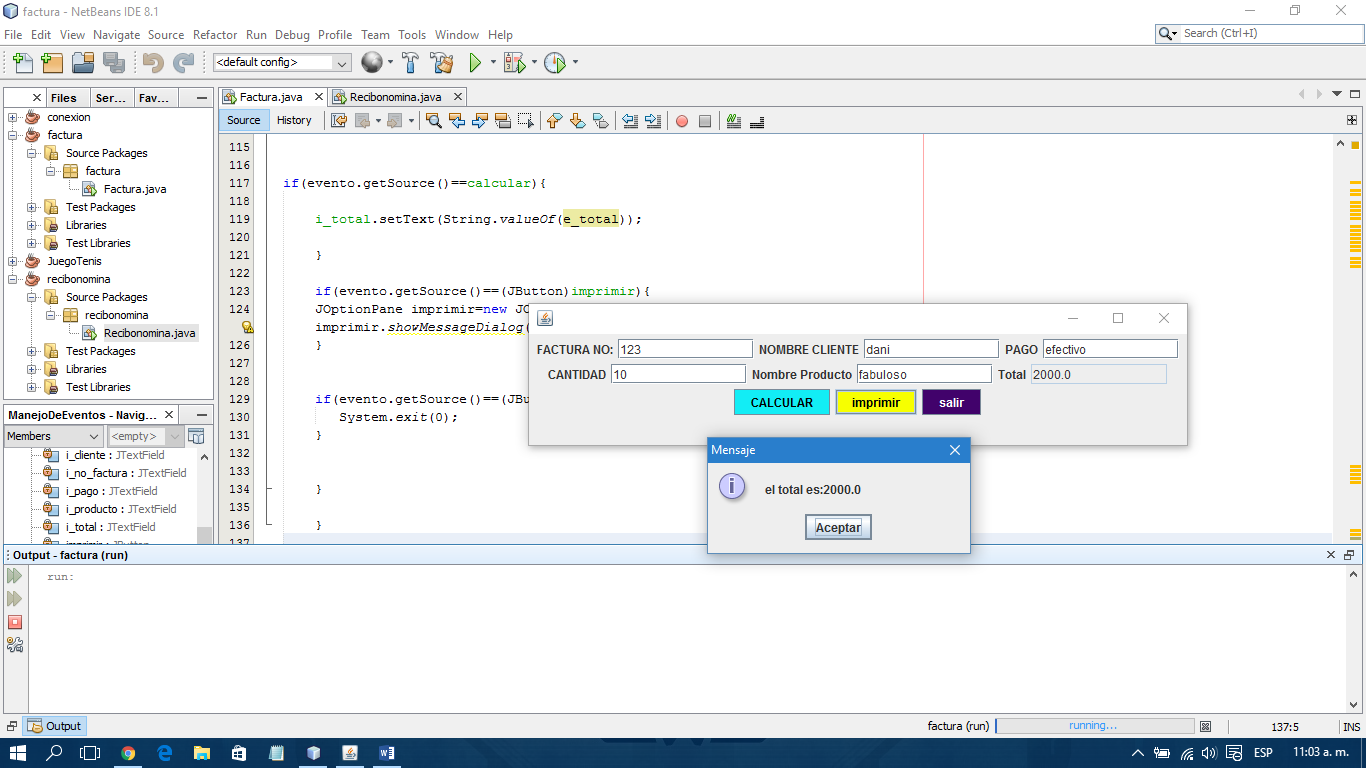 factura - NetBeans IDE 8.1
File Edit View Navigate Source Refactor Run Debug Profile Team Tools Window Help
Search (Ctrl+I)
<default config>
Files Ser... Fav...
conexion
factura
Source Packages
factura
Factura.java
Test Packages
Libraries
Test Libraries
JuegoTenis
recibonomina
Source Packages
recibonomina
Recibonomina.java
Test Packages
Libraries
Test Libraries
ManejoDeEventos - Navig...
Members <empty>
i_cliente : JTextField
i_no_factura : JTextField
i_pago : JTextField
i_producto : JTextField
i_total : JTextField
imprimir : JButton
Factura.java Recibonomina.java
Source History
115
116
117 if(evento.getSource()==calcular){
118
119 i_total.setText(String.valueOf(e_total));
120
121 }
122
123 if(evento.getSource()==(JButton)imprimir){
124 JOptionPane imprimir=new JO
imprimir.showMessageDialog(
126 }
127
128
129 if(evento.getSource()==(JBu
130 System.exit(0);
131 }
132
133
134 }
135
136 }
137
FACTURA NO: 123 NOMBRE CLIENTE dani PAGO efectivo
CANTIDAD 10 Nombre Producto fabuloso Total 2000.0
CALCULAR imprimir salir
Mensaje
el total es:2000.0
Aceptar
Output - factura (run)
run:
Output
factura (run) running... 137:5 INS
ESP 11:03 a. m.